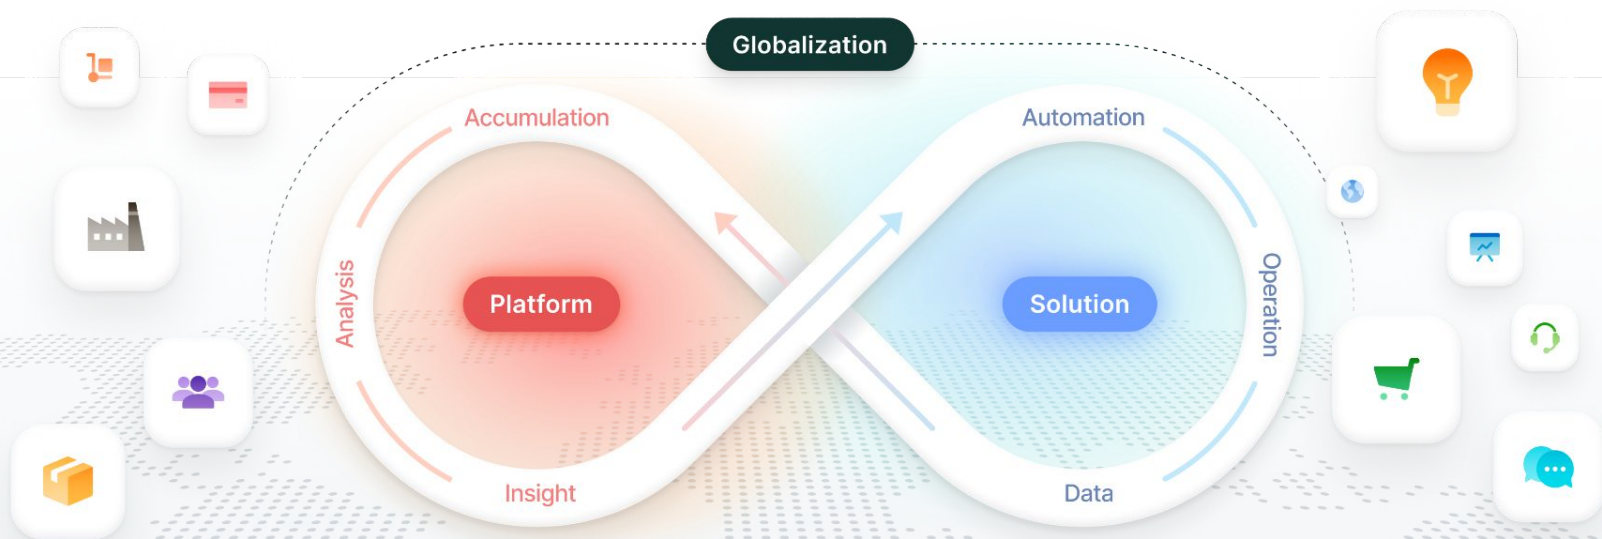 Globalization
Accumulation
Automation
Analysis
Platform
Solution
Operation
Insight
Data